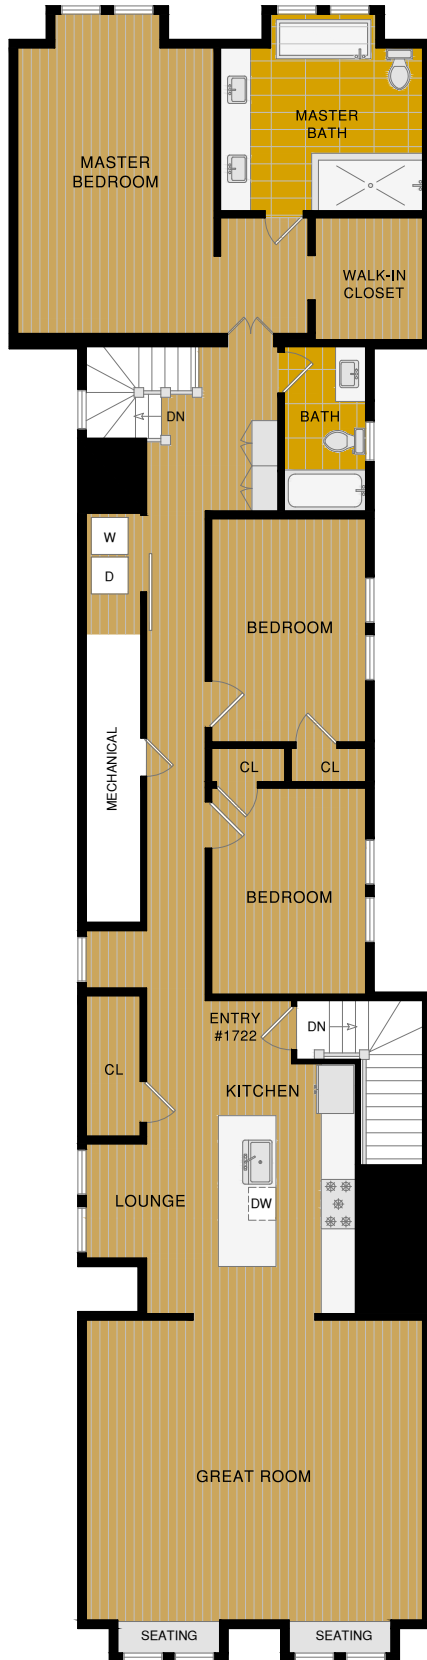 MASTER
BATH
MASTER
BEDROOM
WALK-IN
CLOSET
DN
BATH
W
D
BEDROOM
MECHANICAL
CL
CL
BEDROOM
ENTRY
#1722
DN
CL
KITCHEN
LOUNGE
DW
GREAT ROOM
SEATING
SEATING